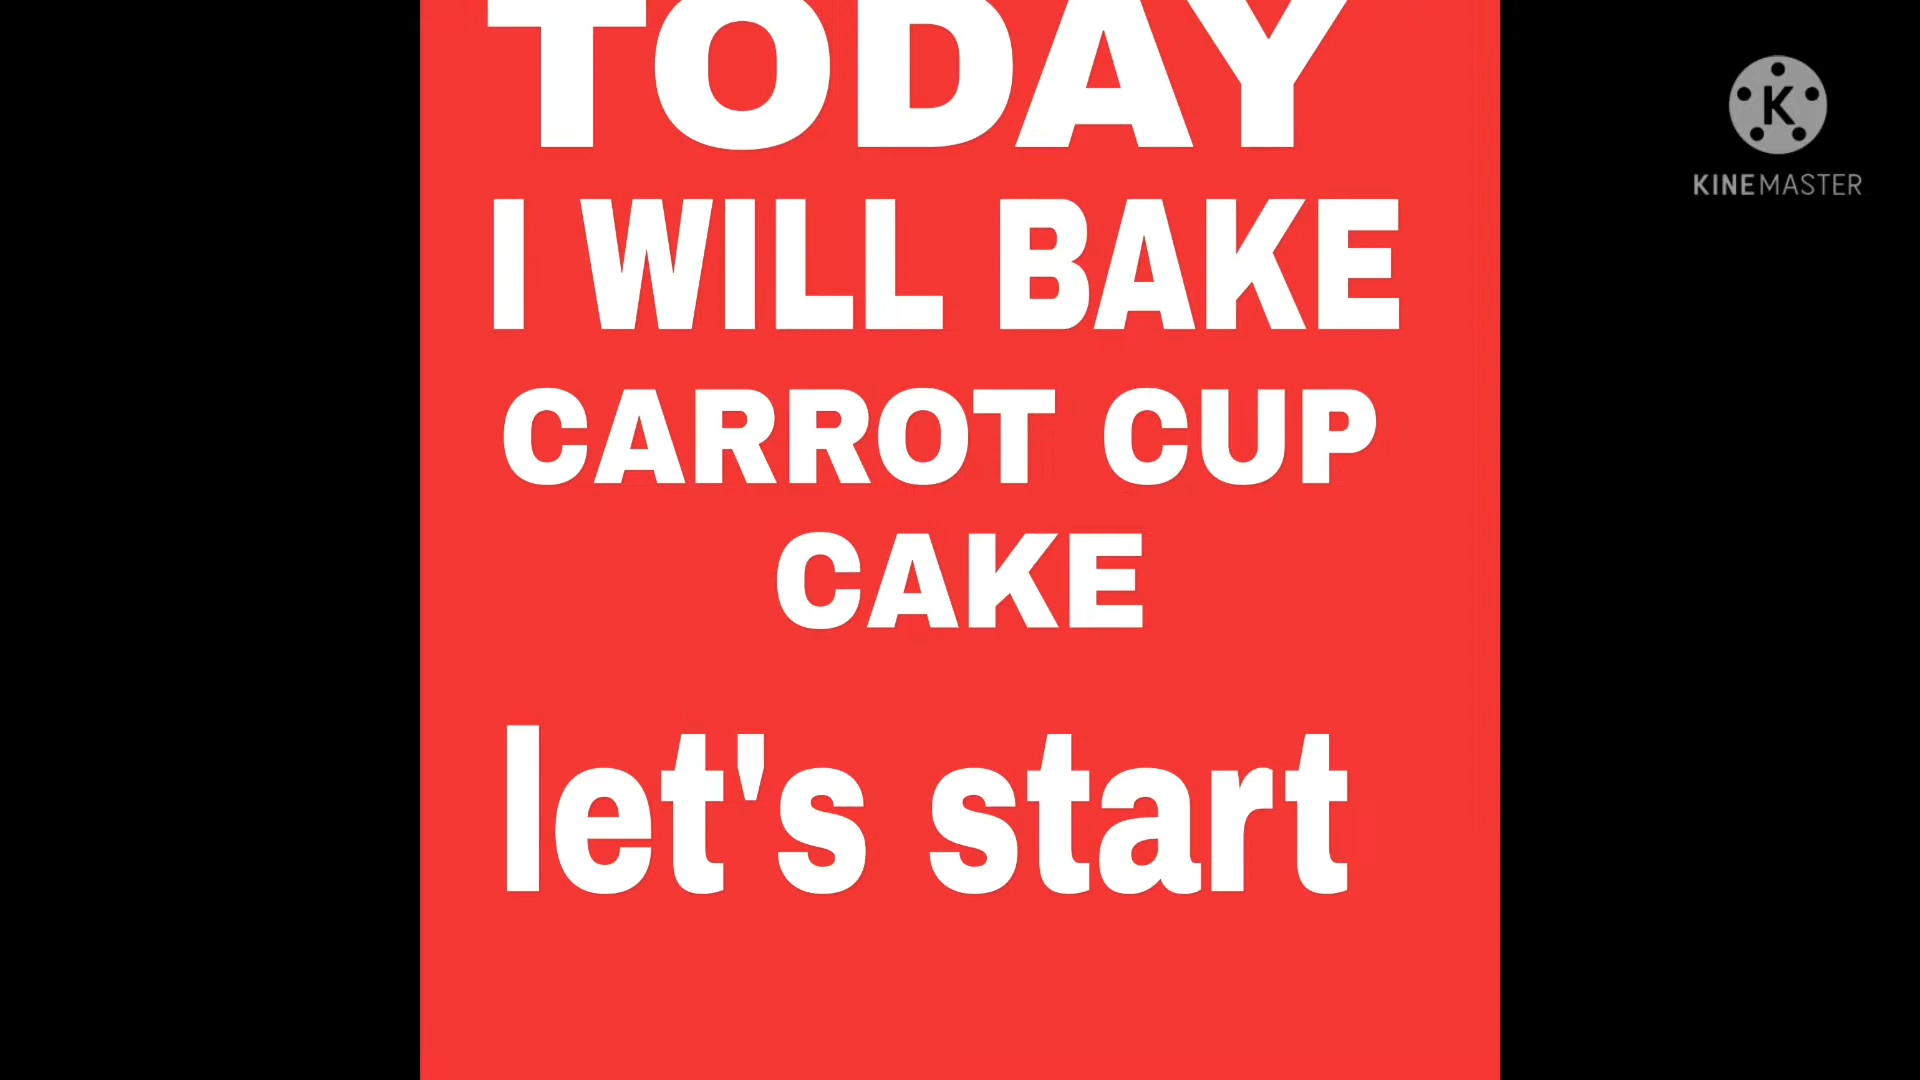 TODAY
I WILL BAKE
CARROT CUP
CAKE
let's start
K
KINEMASTER